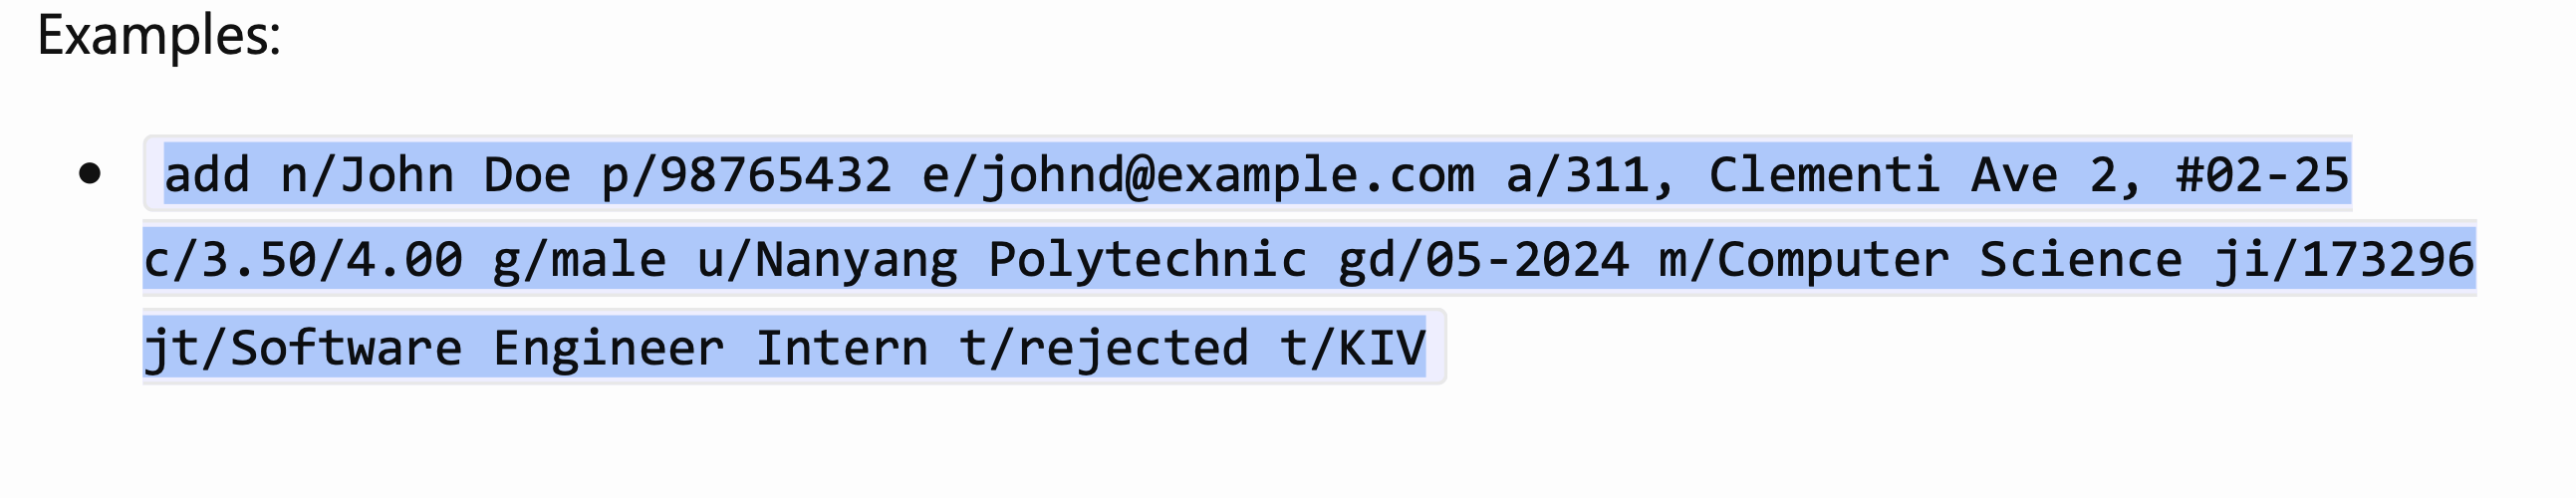 Examples:
add n/John Doe p/98765432 e/johnd@example.com a/311, Clementi Ave 2, #02-25
c/3.50/4.00 g/male u/Nanyang Polytechnic gd/05-2024 m/Computer Science ji/173296
jt/Software Engineer Intern t/rejected t/KIV